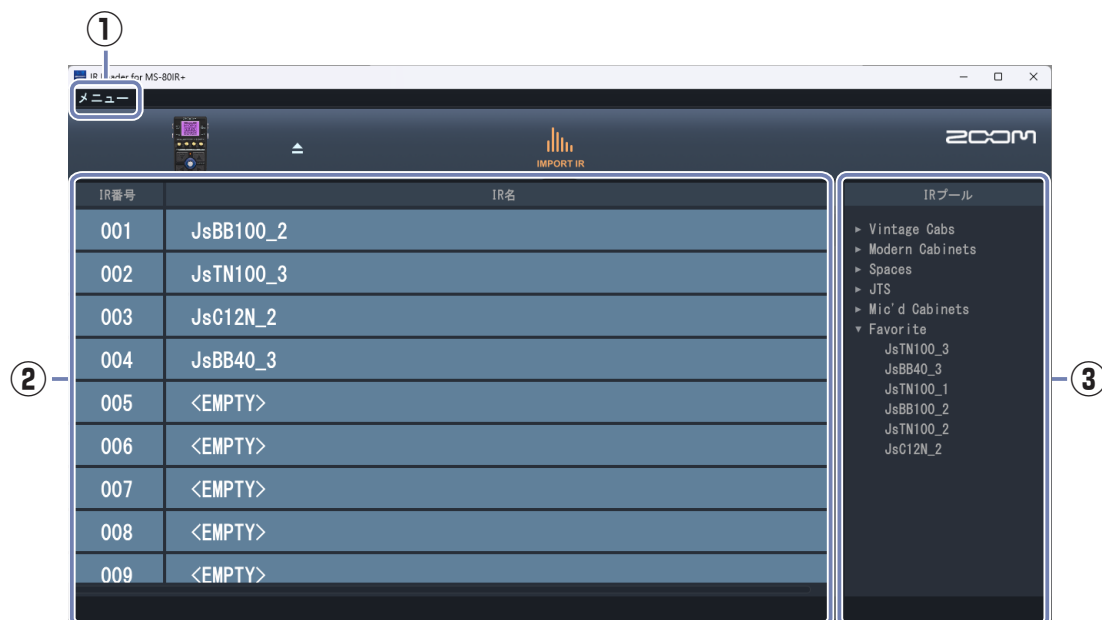 ①
IR Loader for MS-80IR+
メニュー
IMPORT IR
ZOOM
IR番号 IR名
001 JsBB100_2
002 JsTN100_3
003 JsC12N_2
004 JsBB40_3
005 <EMPTY>
006 <EMPTY>
007 <EMPTY>
008 <EMPTY>
009 <EMPTY>
②
IRプール
Vintage Cabs
Modern Cabinets
Spaces
JTS
Mic'd Cabinets
Favorite
JsTN100_3
JsBB40_3
JsTN100_1
JsBB100_2
JsTN100_2
JsC12N_2
③